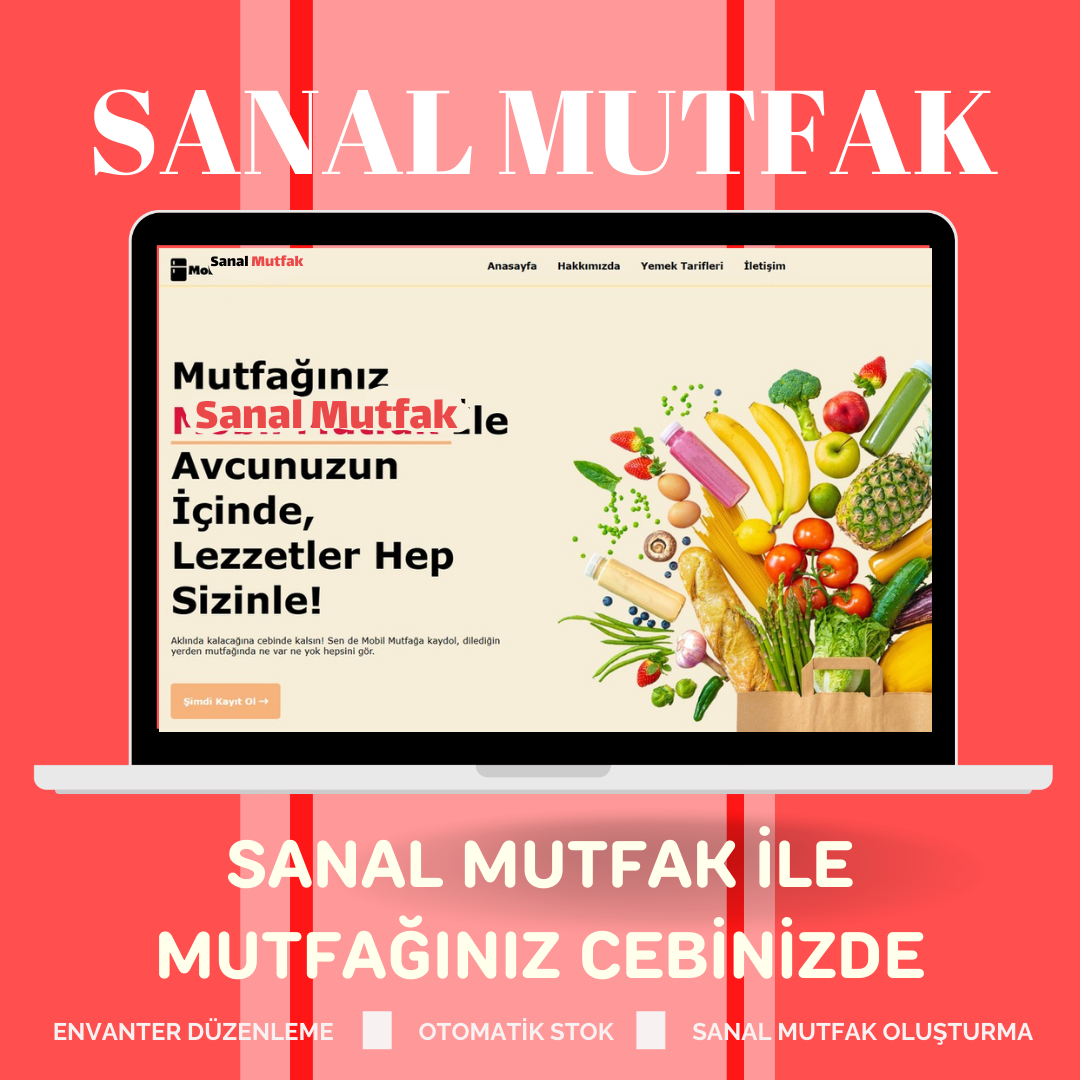 SANAL MUTFAK
Sanal Mutfak
Anasayfa Hakkımızda Yemek Tarifleri İletişim
Mutfağınız
Sanal Mutfak
Avcunuzun
İçinde,
Lezzetler Hep
Sizinle!
Aklında kalacağına cebinde kalsın! Sen de Mobil Mutfağa kaydol, dilediğin
yerden mutfağında ne var ne yok hepsini gör.
Şimdi Kayıt Ol →
SANAL MUTFAK İLE
MUTFAĞINIZ CEBİNİZDE
ENVANTER DÜZENLEME OTOMATİK STOK SANAL MUTFAK OLUŞTURMA